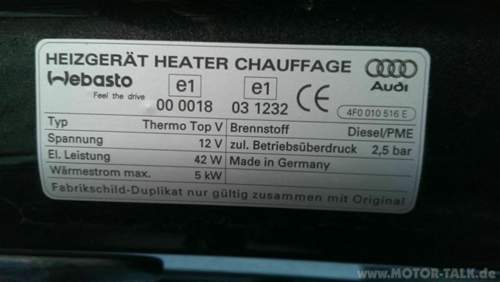 HEIZGERÄT HEATER CHAUFFAGE
Webasto
Feel the drive
e1 e1
00 0018 03 1232 CE
Audi
4F0 010 516 E
Typ Thermo Top V Brennstoff Diesel/PME
Spannung 12 V zul. Betriebsüberdruck 2,5 bar
El. Leistung 42 W Made in Germany
Wärmestrom max. 5 kW
Fabrikschild-Duplikat nur gültig zusammen mit Original
www.MOTOR-TALK.de